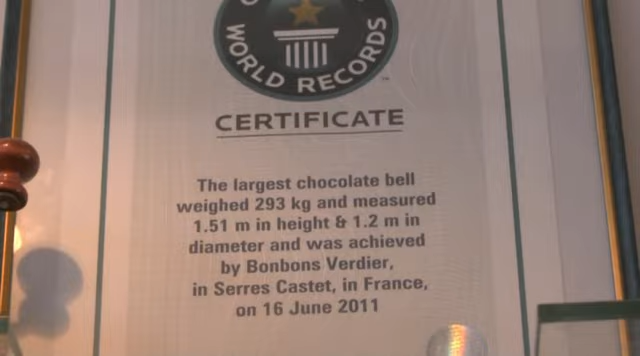 WORLD RECORDS
CERTIFICATE
The largest chocolate bell
weighed 293 kg and measured
1.51 m in height & 1.2 m in
diameter and was achieved
by Bonbons Verdier,
in Serres Castet, in France,
on 16 June 2011